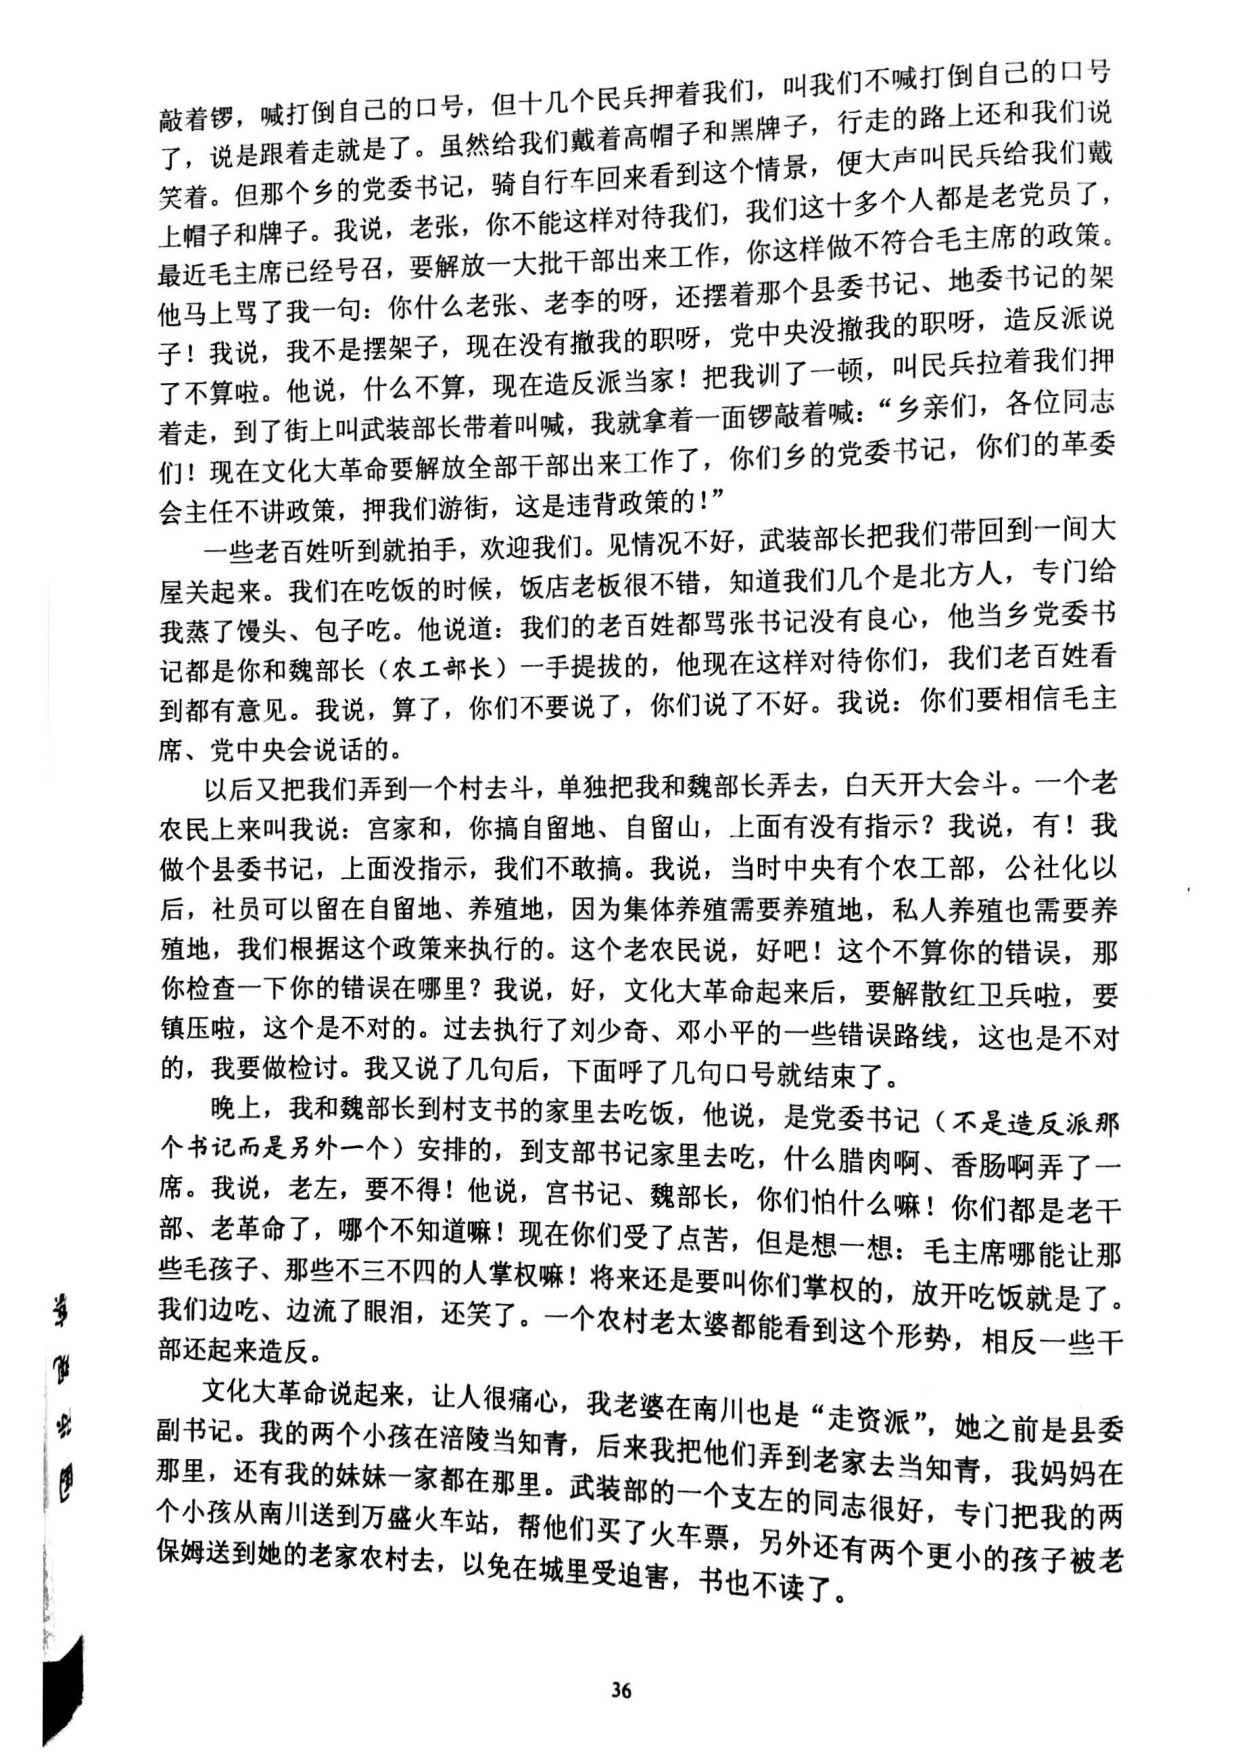 敲着锣，喊打倒自己的口号，但十几个民兵押着我们，叫我们不喊打倒自己的口号
了，说是跟着走就是了。虽然给我们戴着高帽子和黑牌子，行走的路上还和我们说
笑着。但那个乡的党委书记，骑自行车回来看到这个情景，便大声叫民兵给我们戴
上帽子和牌子。我说，老张，你不能这样对待我们，我们这十多个人都是老党员了，
最近毛主席已经号召，要解放一大批干部出来工作，你这样做不符合毛主席的政策。
他马上骂了我一句：你什么老张、老李的呀，还摆着那个县委书记、地委书记的架
子！我说，我不是摆架子，现在没有撤我的职呀，党中央没撤我的职呀，造反派说
了不算啦。他说，什么不算，现在造反派当家！把我训了一顿，叫民兵拉着我们押
着走，到了街上叫武装部长带着叫喊，我就拿着一面锣敲着喊：“乡亲们，各位同志
们！现在文化大革命要解放全部干部出来工作了，你们乡的党委书记，你们的革委
会主任不讲政策，押我们游街，这是违背政策的！”
一些老百姓听到就拍手，欢迎我们。见情况不好，武装部长把我们带回到一间大
屋关起来。我们在吃饭的时候，饭店老板很不错，知道我们几个是北方人，专门给
我蒸了馒头、包子吃。他说道：我们的老百姓都骂张书记没有良心，他当乡党委书
记都是你和魏部长（农工部长）一手提拔的，他现在这样对待你们，我们老百姓看
到都有意见。我说，算了，你们不要说了，你们说了不好。我说：你们要相信毛主
席、党中央会说话的。
以后又把我们弄到一个村去斗，单独把我和魏部长弄去，白天开大会斗。一个老
农民上来叫我说：宫家和，你搞自留地、自留山，上面有没有指示？我说，有！我
做个县委书记，上面没指示，我们不敢搞。我说，当时中央有个农工部，公社化以
后，社员可以留在自留地、养殖地，因为集体养殖需要养殖地，私人养殖也需要养
殖地，我们根据这个政策来执行的。这个老农民说，好吧！这个不算你的错误，那
你检查一下你的错误在哪里？我说，好，文化大革命起来后，要解散红卫兵啦，要
镇压啦，这个是不对的。过去执行了刘少奇、邓小平的一些错误路线，这也是不对
的，我要做检讨。我又说了几句后，下面呼了几句口号就结束了。
晚上，我和魏部长到村支书的家里去吃饭，他说，是党委书记（不是造反派那
个书记而是另外一个）安排的，到支部书记家里去吃，什么腊肉啊、香肠啊弄了一
席。我说，老左，要不得！他说，宫书记、魏部长，你们怕什么嘛！你们都是老干
部、老革命了，哪个不知道嘛！现在你们受了点苦，但是想一想：毛主席哪能让那
些毛孩子、那些不三不四的人掌权嘛！将来还是要叫你们掌权的，放开吃饭就是了。
我们边吃、边流了眼泪，还笑了。一个农村老太婆都能看到这个形势，相反一些干
部还起来造反。
文化大革命说起来，让人很痛心，我老婆在南川也是“走资派”，她之前是县委
副书记。我的两个小孩在涪陵当知青，后来我把他们弄到老家去当知青，我妈妈在
那里，还有我的妹妹一家都在那里。武装部的一个支左的同志很好，专门把我的两
个小孩从南川送到万盛火车站，帮他们买了火车票，另外还有两个更小的孩子被老
保姆送到她的老家农村去，以免在城里受迫害，书也不读了。
36